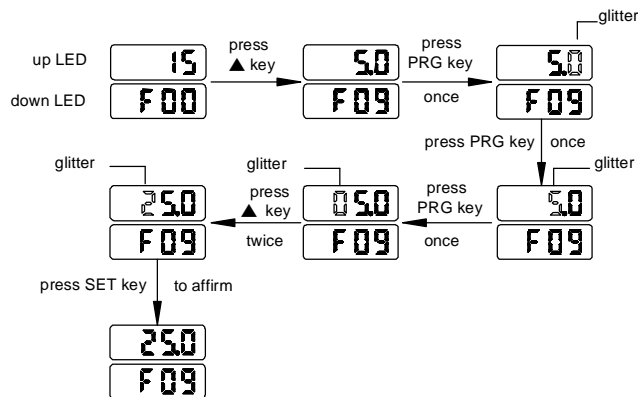 glitter
up LED
15
press
▲ key
5.0
press
PRG key
5.0
down LED
F00
F09
once
F09
press PRG key once
glitter
glitter
glitter
25.0
press
▲ key
05.0
press
PRG key
5.0
F09
twice
F09
once
F09
press SET key to affirm
25.0
F09